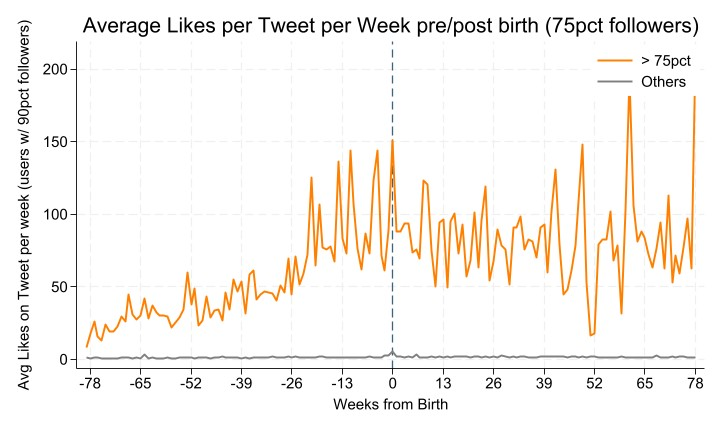 Average Likes per Tweet per Week pre/post birth (75pct followers)
Avg Likes on Tweet per week (users w/ 90pct followers)
> 75pct
Others
200
150
100
50
0
-78 -65 -52 -39 -26 -13 0 13 26 39 52 65 78
Weeks from Birth